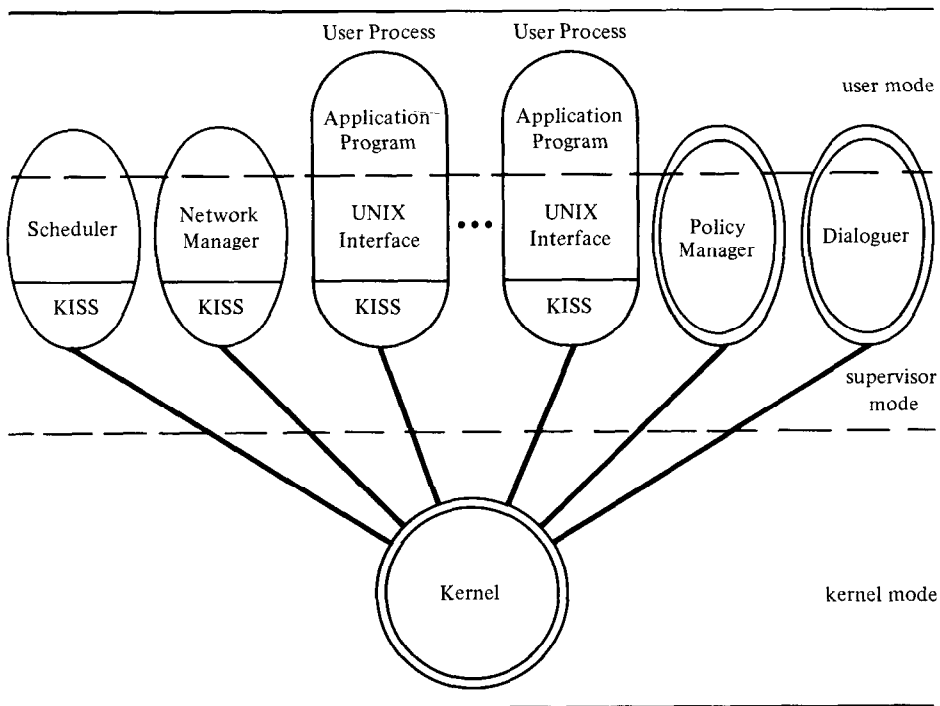 User Process
User Process
user mode
Application
Program
Application
Program
Scheduler
Network
Manager
UNIX
Interface
•••
UNIX
Interface
Policy
Manager
Dialoguer
KISS
KISS
KISS
KISS
supervisor
mode
Kernel
kernel mode